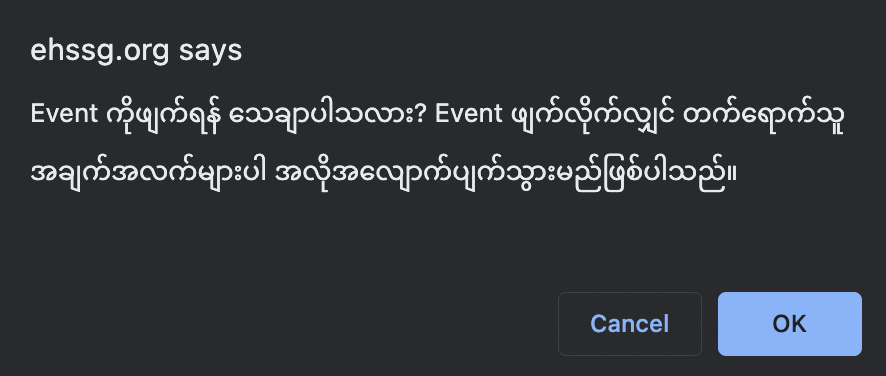 ehssg.org says
Event ကိုဖျက်ရန် သေချာပါသလား? Event ဖျက်လိုက်လျှင် တက်ရောက်သူ
အချက်အလက်များပါ အလိုအလျောက်ပျက်သွားမည်ဖြစ်ပါသည်။
Cancel
OK